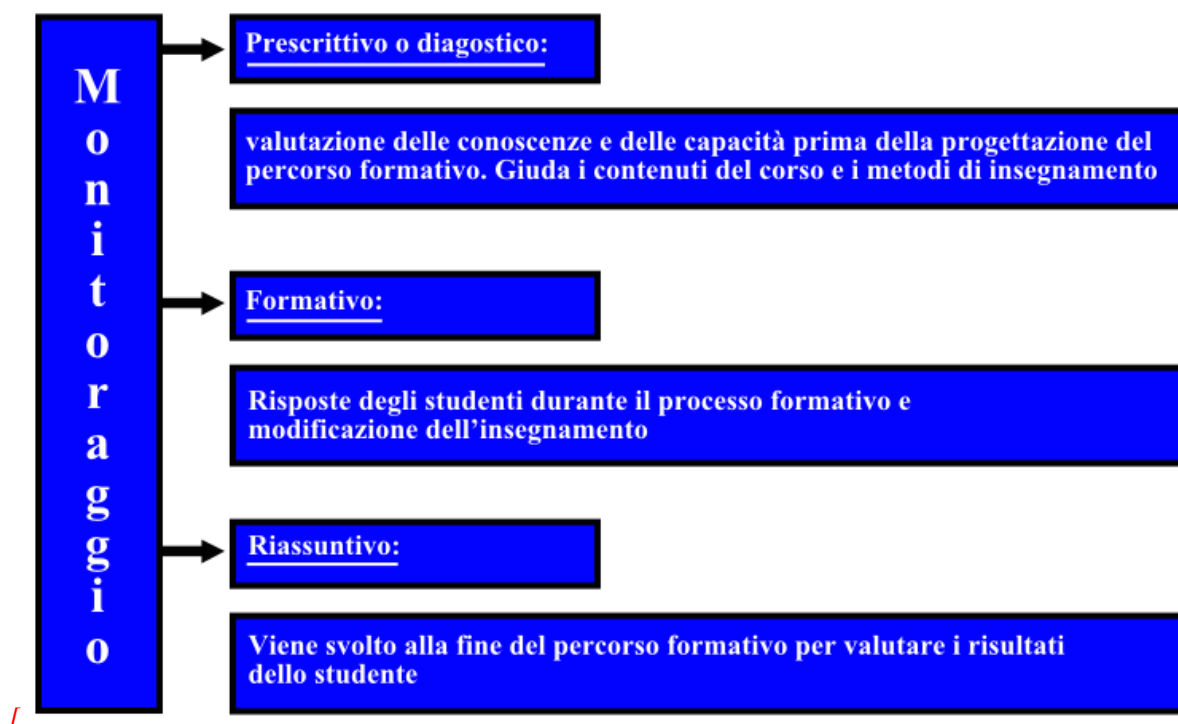 Monitoraggio
Prescrittivo o diagostico:
valutazione delle conoscenze e delle capacità prima della progettazione del
percorso formativo. Giuda i contenuti del corso e i metodi di insegnamento
Formativo:
Risposte degli studenti durante il processo formativo e
modificazione dell’insegnamento
Riassuntivo:
Viene svolto alla fine del percorso formativo per valutare i risultati
dello studente